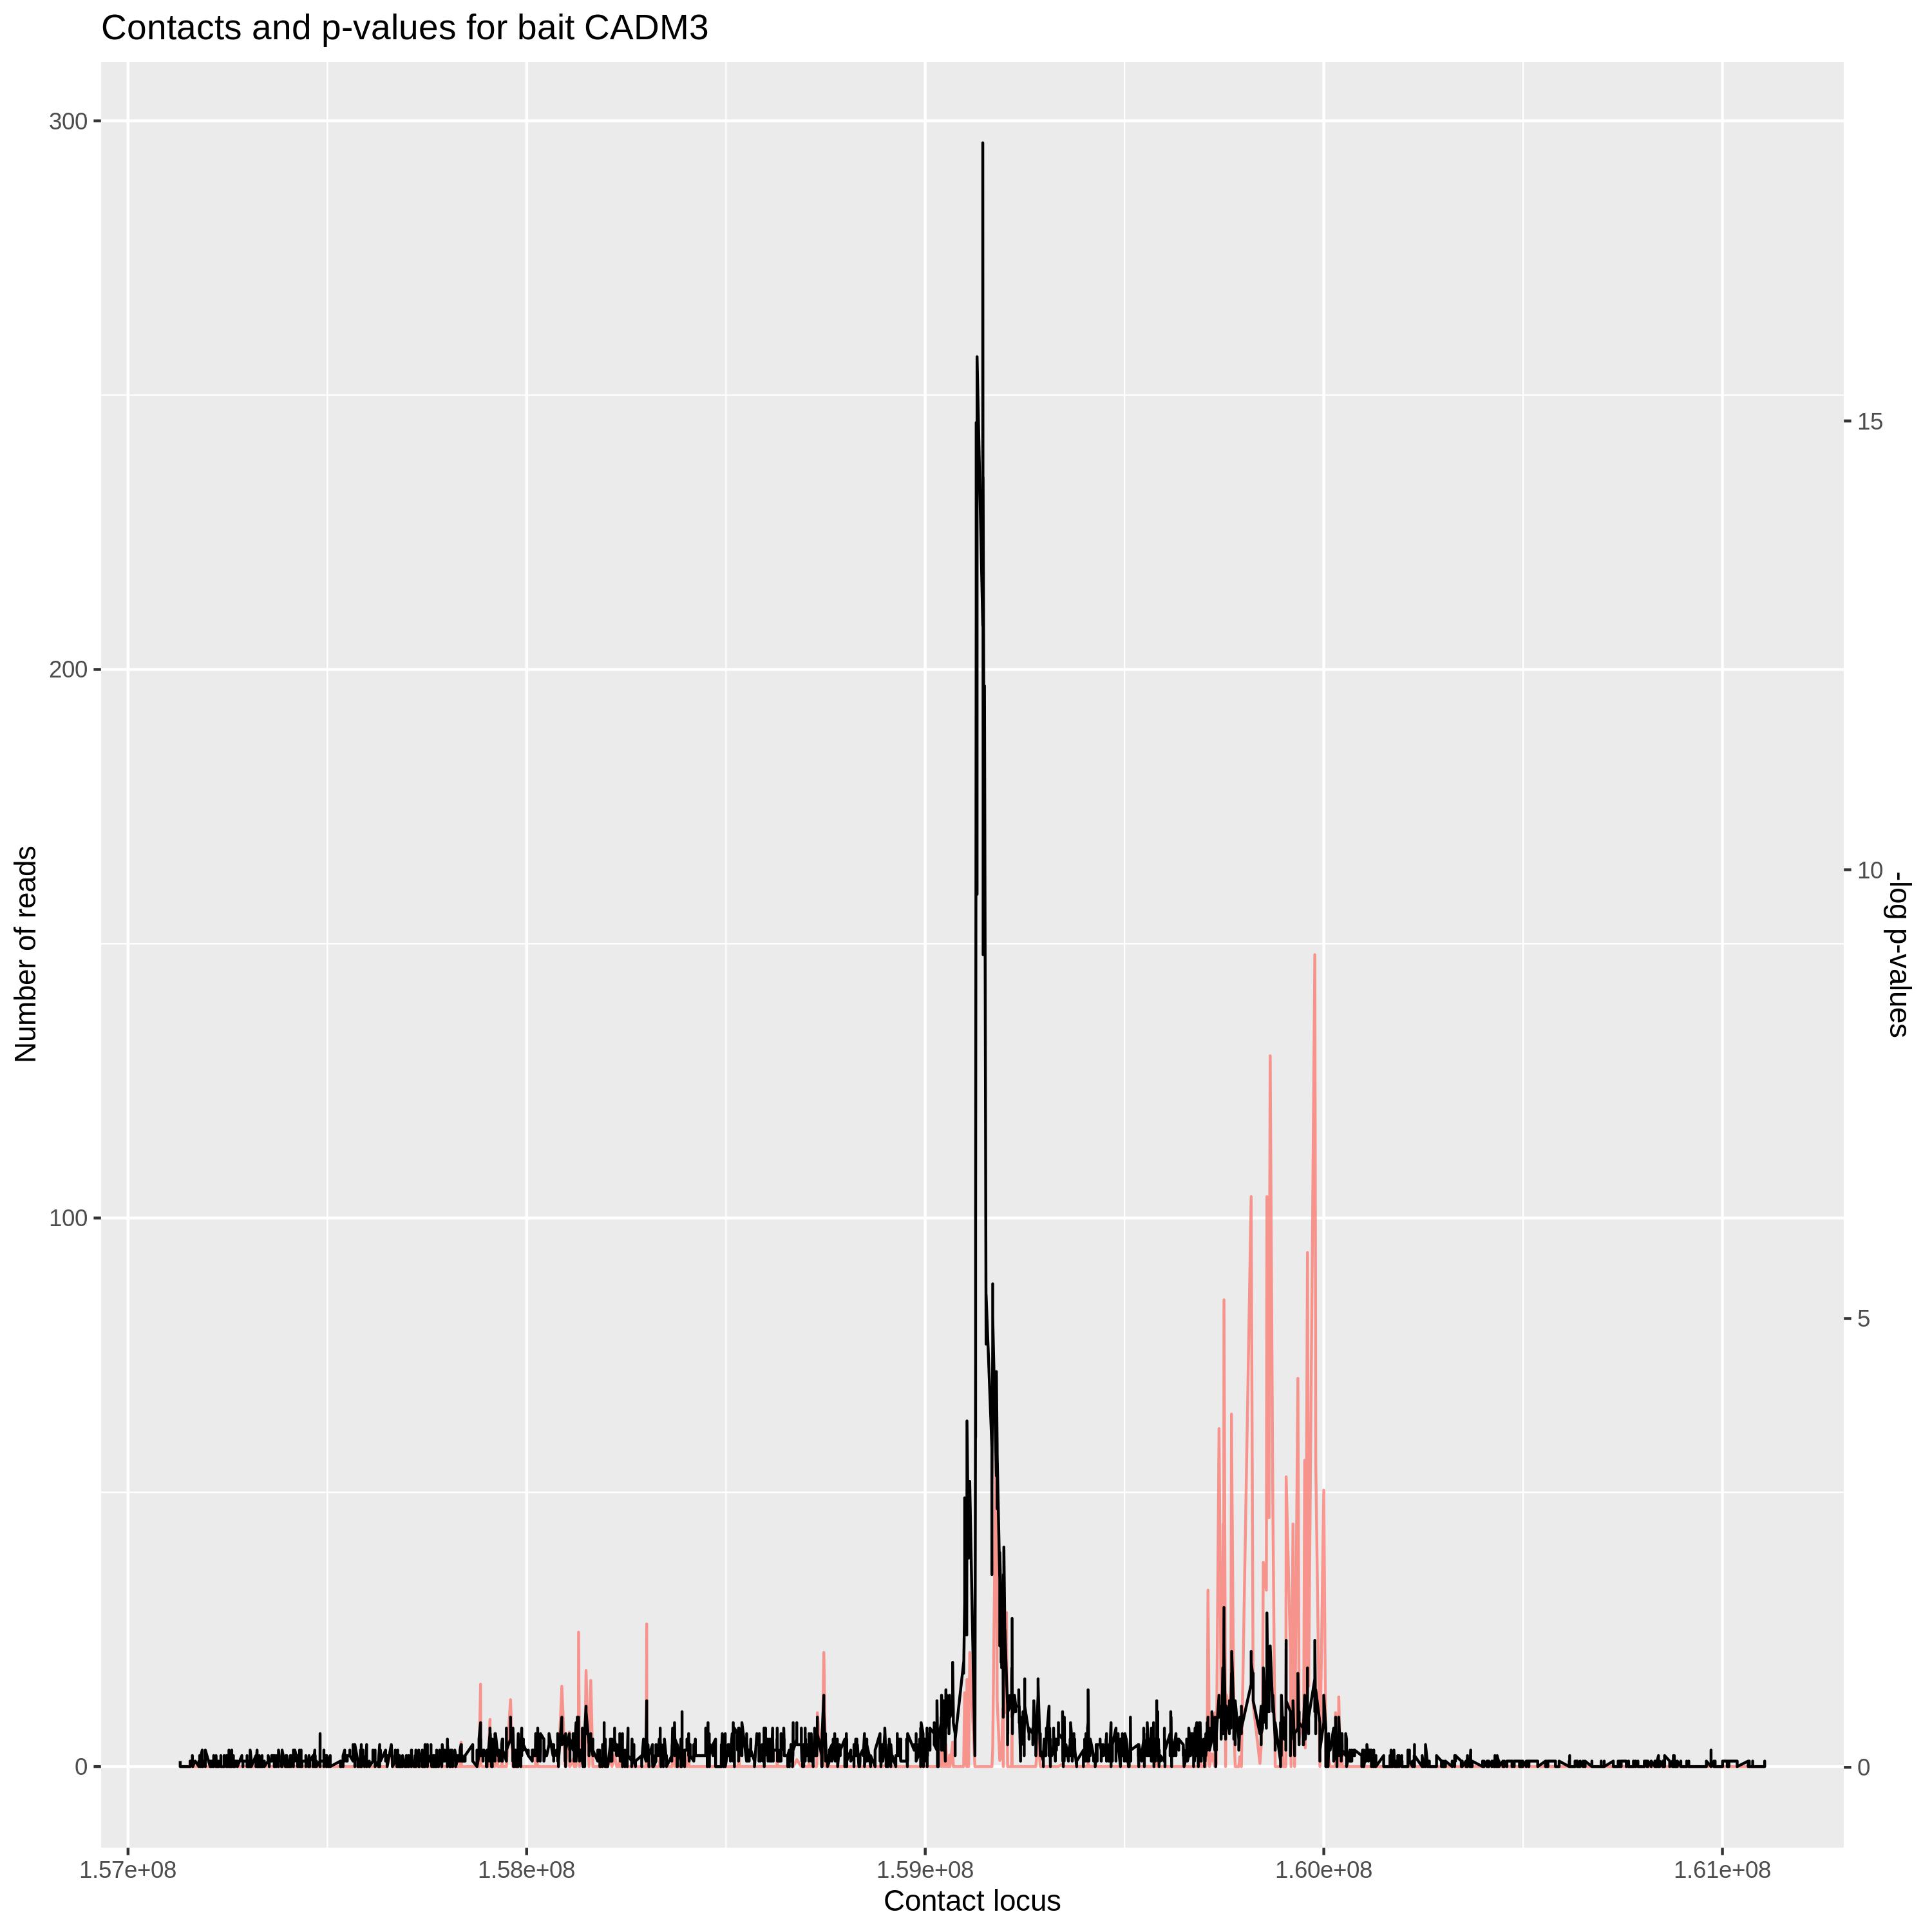 Contacts and p-values for bait CADM3
300
200
100
0
Number of reads
15
10
5
0
-log p-values
1.57e+08 1.58e+08 1.59e+08 1.60e+08 1.61e+08
Contact locus